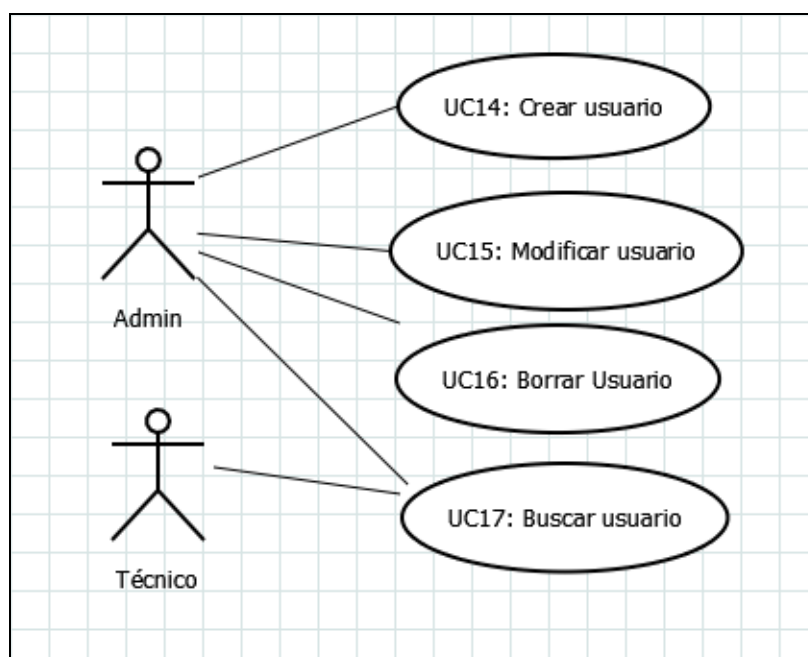 UC14: Crear usuario
UC15: Modificar usuario
Admin
UC16: Borrar Usuario
UC17: Buscar usuario
Técnico